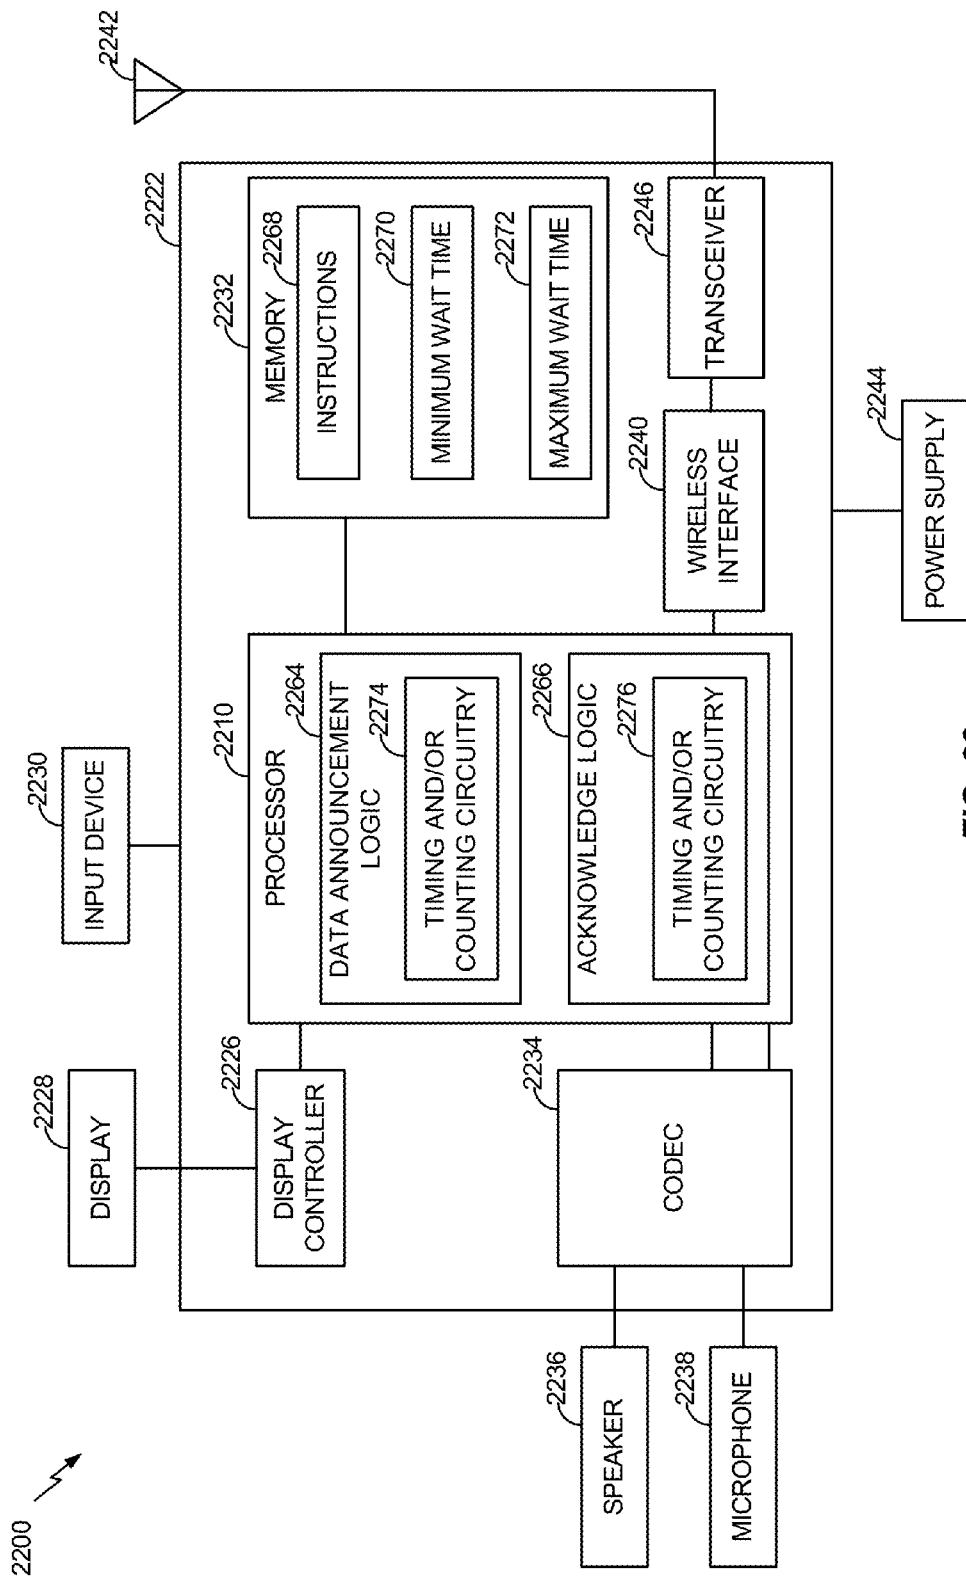 2200
2228
DISPLAY
2230
INPUT DEVICE
2222
2242
2226
DISPLAY
CONTROLLER
2210
PROCESSOR
2264
DATA ANNOUNCEMENT
LOGIC
2274
TIMING AND/OR
COUNTING CIRCUITRY
2266
ACKNOWLEDGE LOGIC
2276
TIMING AND/OR
COUNTING CIRCUITRY
2232
MEMORY
2268
INSTRUCTIONS
2270
MINIMUM WAIT TIME
2272
MAXIMUM WAIT TIME
2236
SPEAKER
2238
MICROPHONE
2234
CODEC
2240
WIRELESS
INTERFACE
2246
TRANSCEIVER
2244
POWER SUPPLY